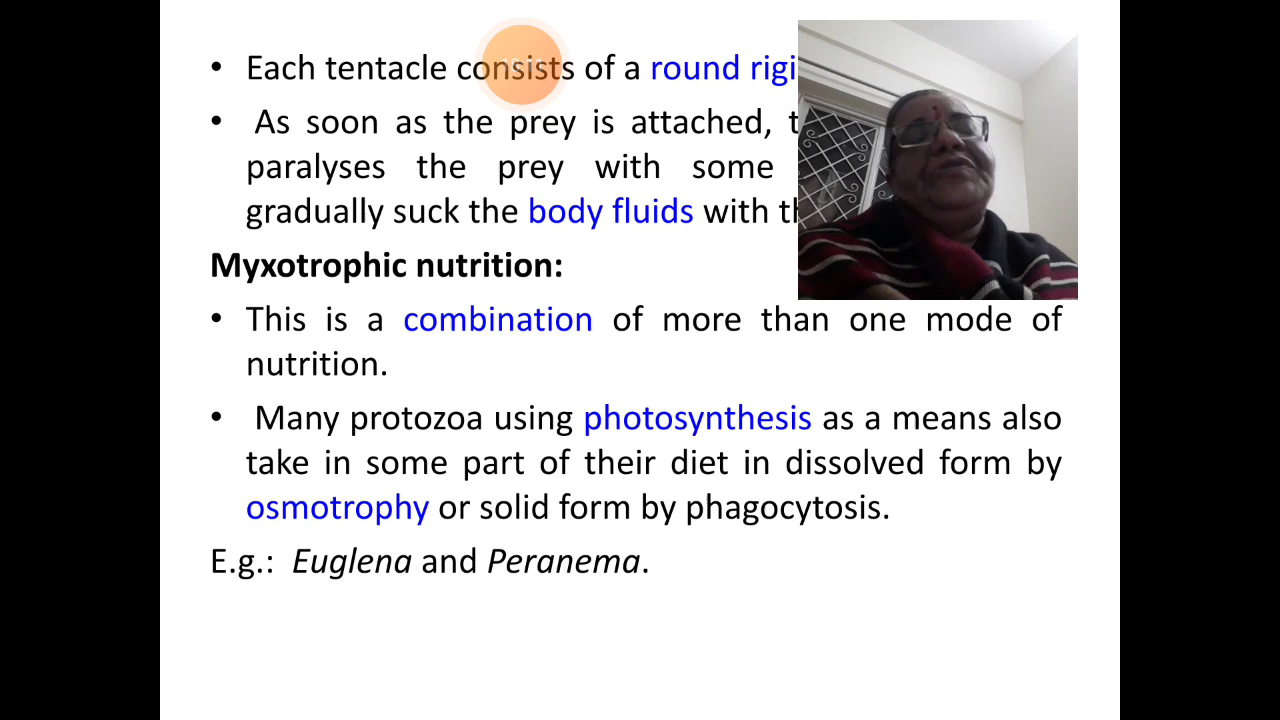 • Each tentacle consists of a round rigi
• As soon as the prey is attached, t
paralyses the prey with some
gradually suck the body fluids with th
Myxotrophic nutrition:
• This is a combination of more than one mode of
nutrition.
• Many protozoa using photosynthesis as a means also
take in some part of their diet in dissolved form by
osmotrophy or solid form by phagocytosis.
E.g.: Euglena and Peranema.